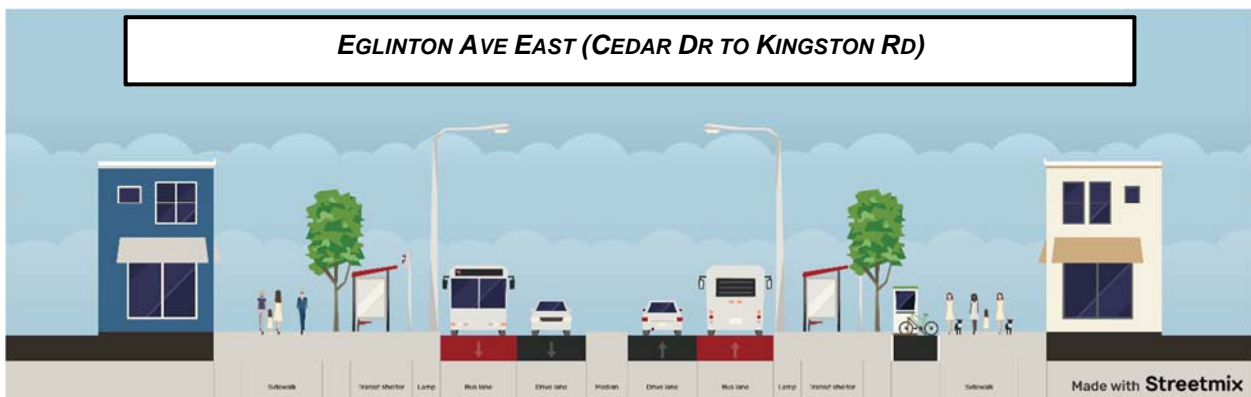 EGLINTON AVE EAST (CEDAR DR TO KINGSTON RD)
Sidewalk Transit shelter Lamp Bus lane Drive lane Median Drive lane Bus lane Lamp Transit shelter Sidewalk
Made with Streetmix